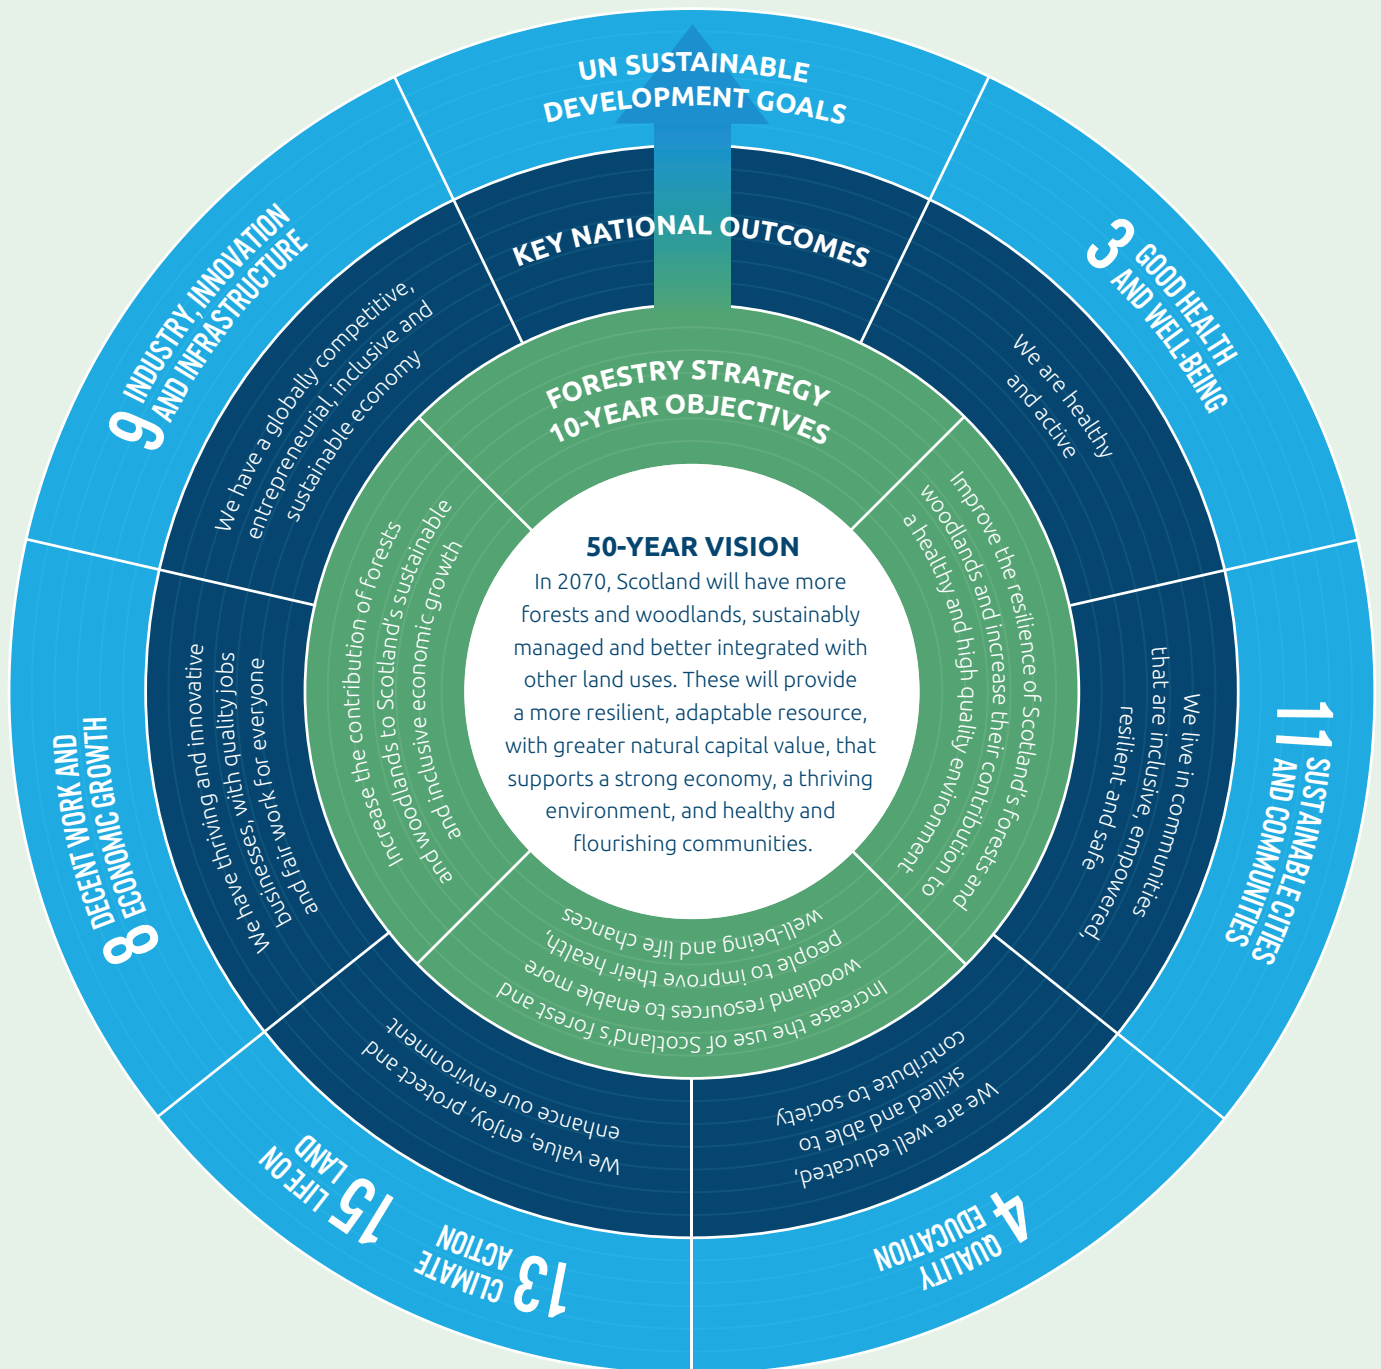 UN SUSTAINABLE
DEVELOPMENT GOALS
KEY NATIONAL OUTCOMES
FORESTRY STRATEGY
10-YEAR OBJECTIVES
50-YEAR VISION
In 2070, Scotland will have more
forests and woodlands, sustainably
managed and better integrated with
other land uses. These will provide
a more resilient, adaptable resource,
with greater natural capital value, that
supports a strong economy, a thriving
environment, and healthy and
flourishing communities.
Improve the resilience of Scotland's forests and
woodlands and increase their contribution to
a healthy and high quality environment
Increase the use of Scotland's forest and
woodland resources to enable more
people to improve their health,
well-being and life chances
Increase the contribution of forests
and woodlands to Scotland's sustainable
and inclusive economic growth
We are healthy
and active
We live in communities
that are inclusive, empowered,
resilient and safe
We are well educated,
skilled and able to
contribute to society
We value, enjoy, protect and
enhance our environment
We have thriving and innovative
businesses, with quality jobs
and fair work for everyone
We have a globally competitive,
entrepreneurial, inclusive and
sustainable economy
3 GOOD HEALTH
AND WELL-BEING
11 SUSTAINABLE CITIES
AND COMMUNITIES
4 QUALITY
EDUCATION
13 CLIMATE
ACTION
15 LIFE ON
LAND
8 DECENT WORK AND
ECONOMIC GROWTH
9 INDUSTRY, INNOVATION
AND INFRASTRUCTURE